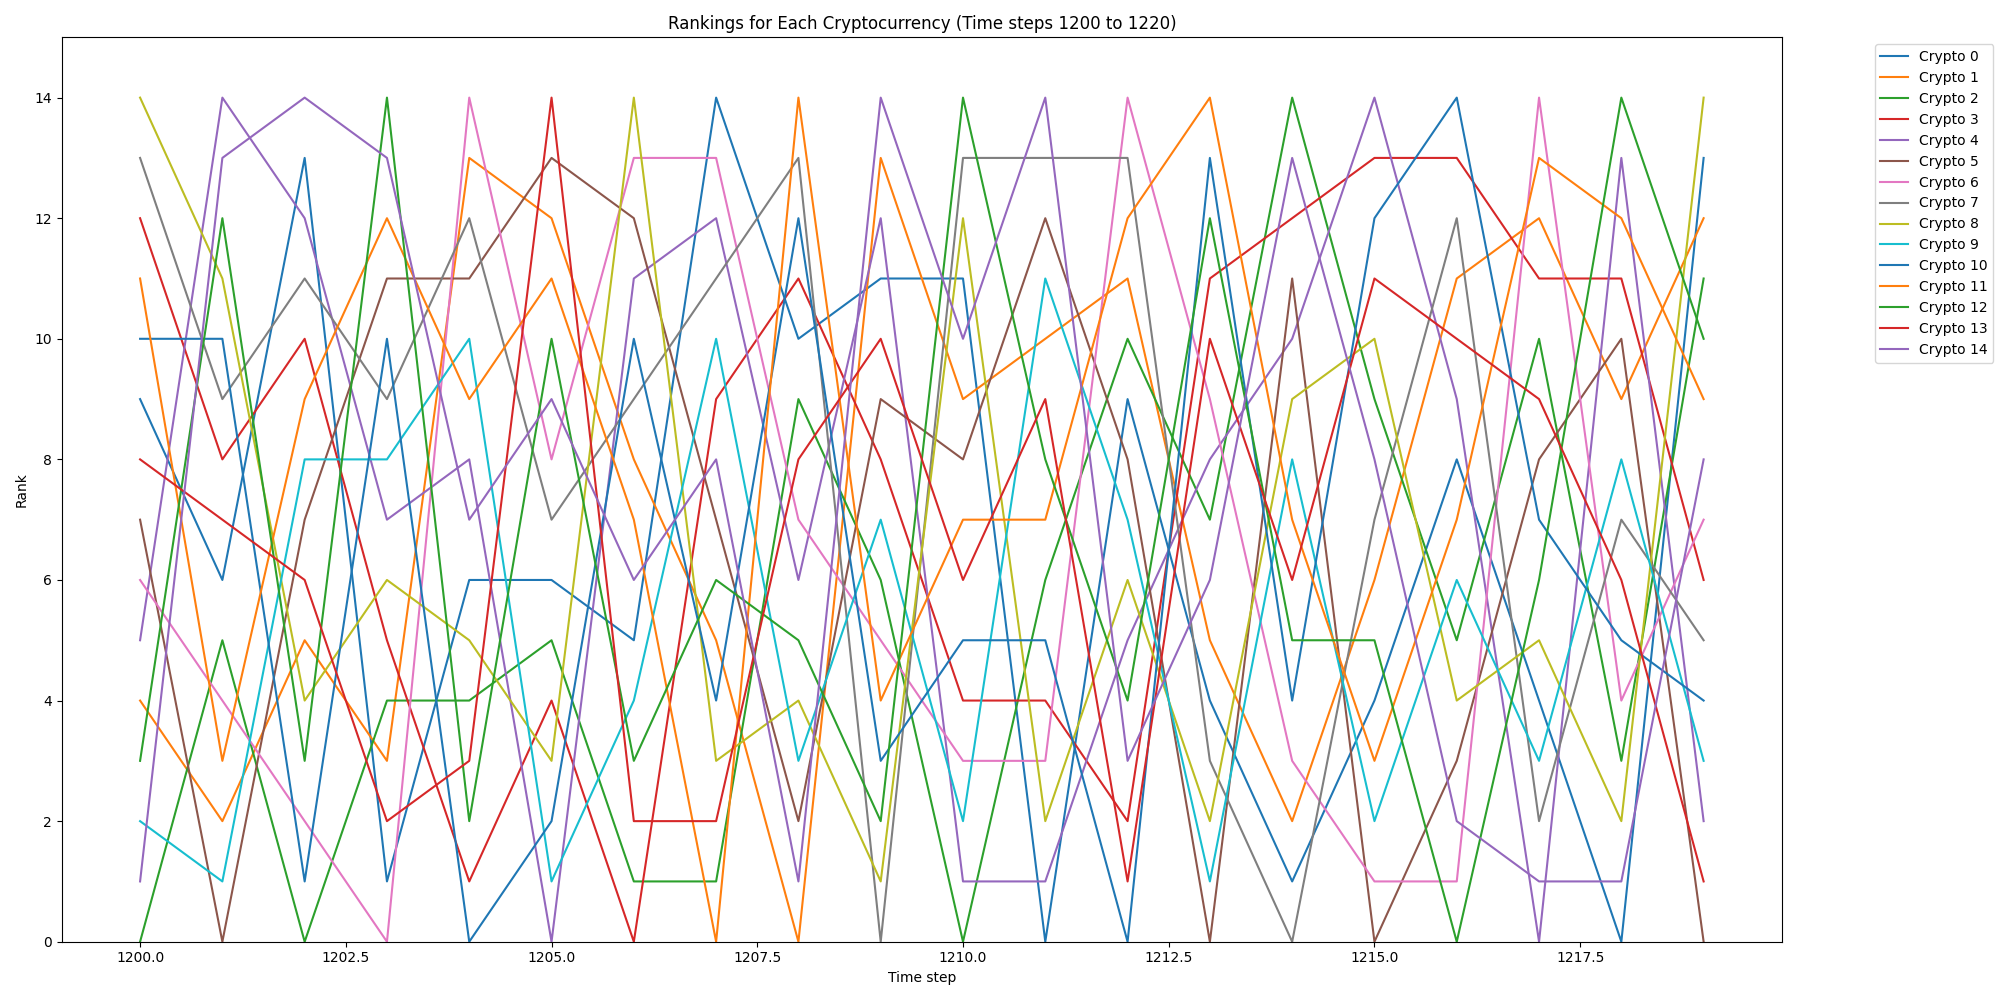 Rankings for Each Cryptocurrency (Time steps 1200 to 1220)
Rank
14
12
10
8
6
4
2
0
1200.0
1202.5
1205.0
1207.5
1210.0
1212.5
1215.0
1217.5
Time step
Crypto 0
Crypto 1
Crypto 2
Crypto 3
Crypto 4
Crypto 5
Crypto 6
Crypto 7
Crypto 8
Crypto 9
Crypto 10
Crypto 11
Crypto 12
Crypto 13
Crypto 14